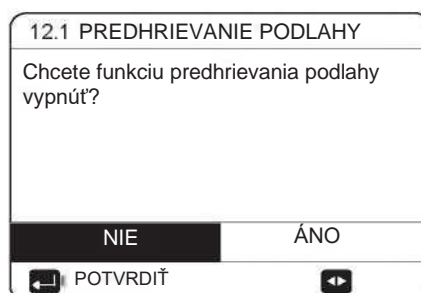 12.1 PREDHRIEVANIE PODLAHY
Chcete funkciu predhrievania podlahy
vypnúť?
NIE ÁNO
POTVRDIŤ